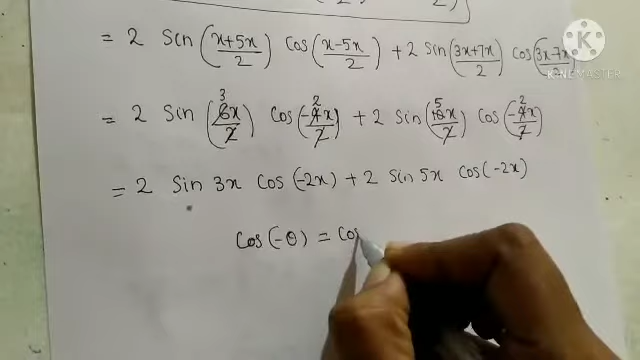 = 2 Sin (x+5x/2) Cos (x-5x/2) + 2 Sin (3x+7x/2) Cos (3x-7x/2)
= 2 Sin (6x/2) Cos (-4x/2) + 2 Sin (10x/2) Cos (-4x/2)
= 2 Sin 3x Cos (-2x) + 2 Sin 5x Cos (-2x)
Cos (-θ) = Cos
KINEMASTER